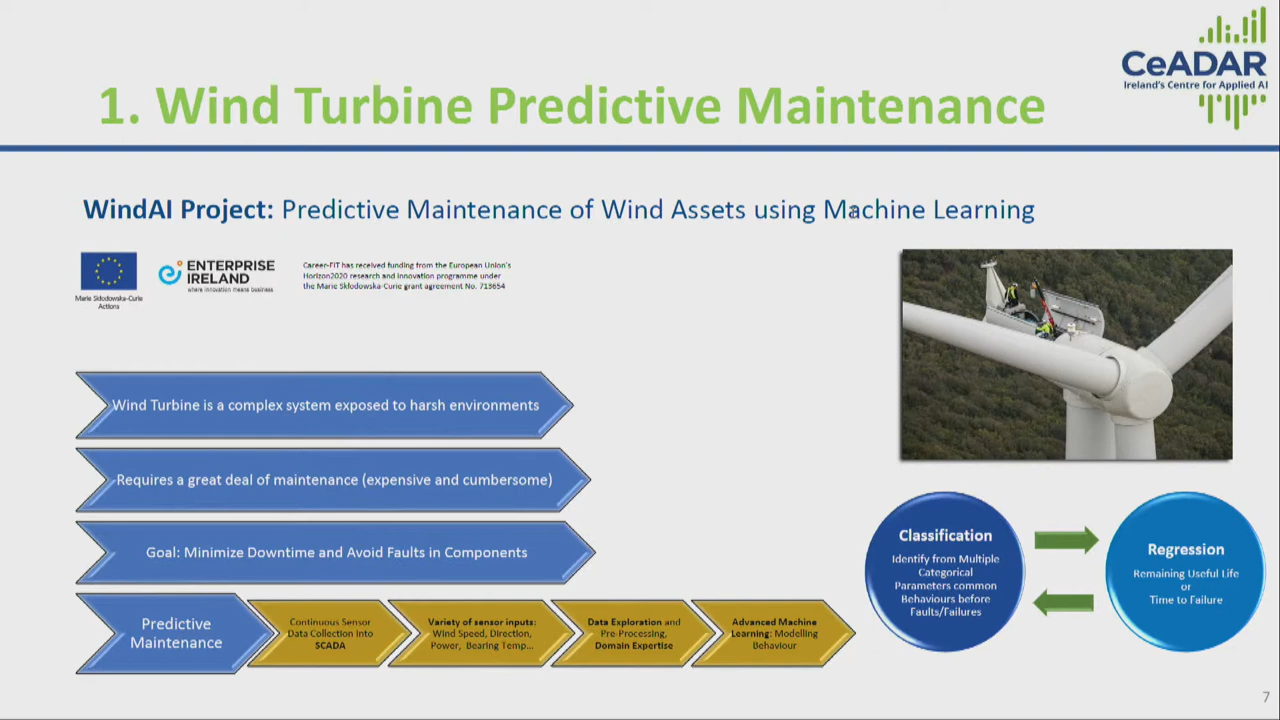 CeADAR
Ireland's Centre for Applied AI
1. Wind Turbine Predictive Maintenance
WindAI Project: Predictive Maintenance of Wind Assets using Machine Learning
Marie Skłodowska-Curie
Actions
ENTERPRISE
IRELAND
where innovation means business
Career-FIT has received funding from the European Union's
Horizon2020 research and innovation programme under
the Marie Skłodowska-Curie grant agreement No. 713654
Wind Turbine is a complex system exposed to harsh environments
Requires a great deal of maintenance (expensive and cumbersome)
Goal: Minimize Downtime and Avoid Faults in Components
Predictive
Maintenance
Continuous Sensor
Data Collection Into
SCADA
Variety of sensor inputs:
Wind Speed, Direction,
Power, Bearing Temp...
Data Exploration and
Pre-Processing,
Domain Expertise
Advanced Machine
Learning: Modelling
Behaviour
Classification
Identify from Multiple
Categorical
Parameters common
Behaviours before
Faults/Failures
Regression
Remaining Useful Life
or
Time to Failure
7